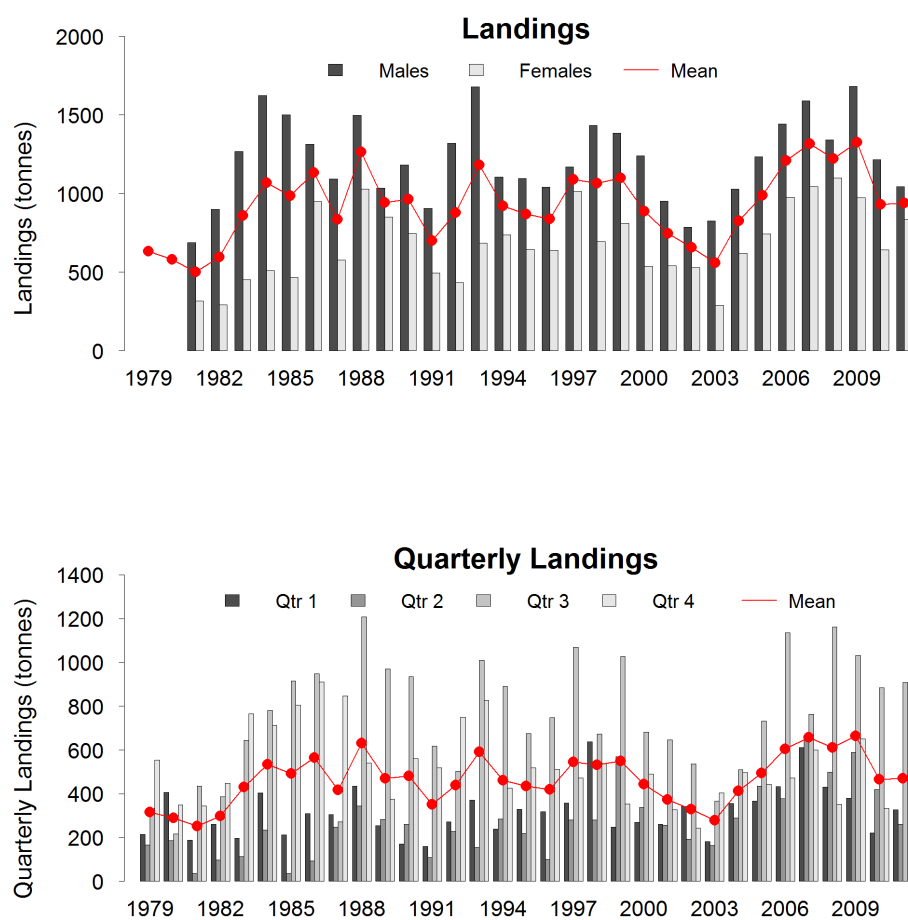 Landings
Males Females Mean
Landings (tonnes)
2000
1500
1000
500
0
1979 1982 1985 1988 1991 1994 1997 2000 2003 2006 2009
Quarterly Landings
Qtr 1 Qtr 2 Qtr 3 Qtr 4 Mean
Quarterly Landings (tonnes)
1400
1200
1000
800
600
400
200
0
1979 1982 1985 1988 1991 1994 1997 2000 2003 2006 2009